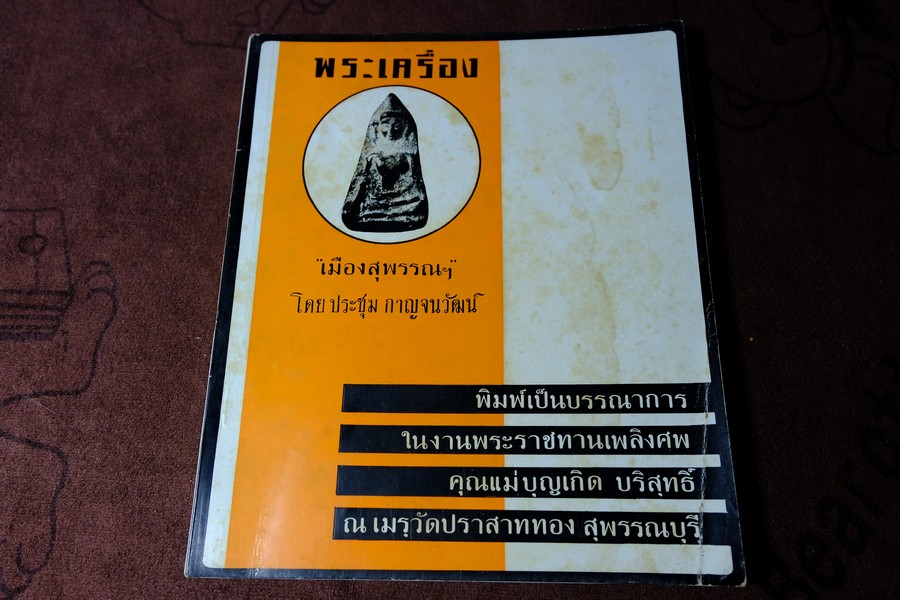 พระเครื่อง
"เมืองสุพรรณฯ"
โดย ประชุม กาญจนวัฒน์
พิมพ์เป็นบรรณาการ
ในงานพระราชทานเพลิงศพ
คุณแม่บุญเกิด บริสุทธิ์
ณ เมรุวัดปราสาททอง สุพรรณบุรี